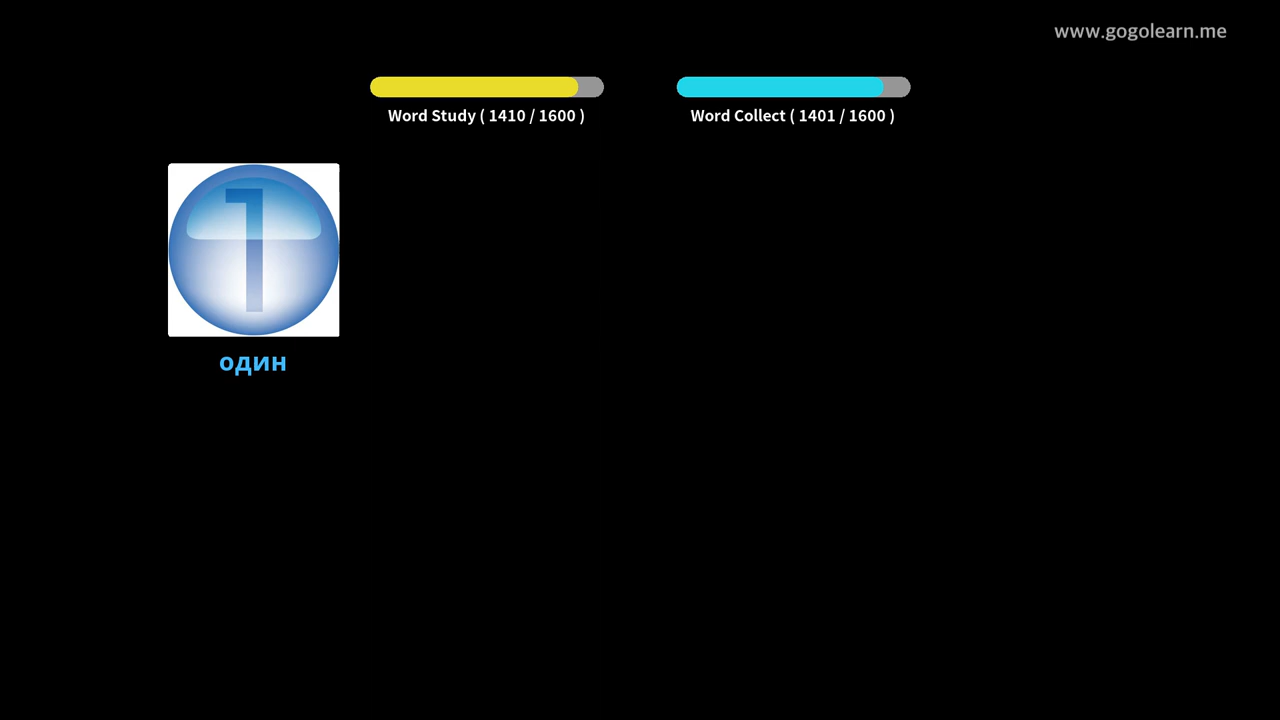 www.gogolearn.me
Word Study ( 1410 / 1600 )
Word Collect ( 1401 / 1600 )
1
один